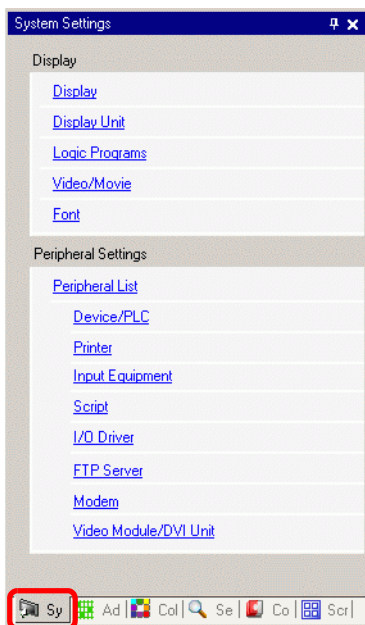 System Settings
Display
Display
Display Unit
Logic Programs
Video/Movie
Font
Peripheral Settings
Peripheral List
Device/PLC
Printer
Input Equipment
Script
I/O Driver
FTP Server
Modem
Video Module/DVI Unit
Sy Ad Col Se Co Scr